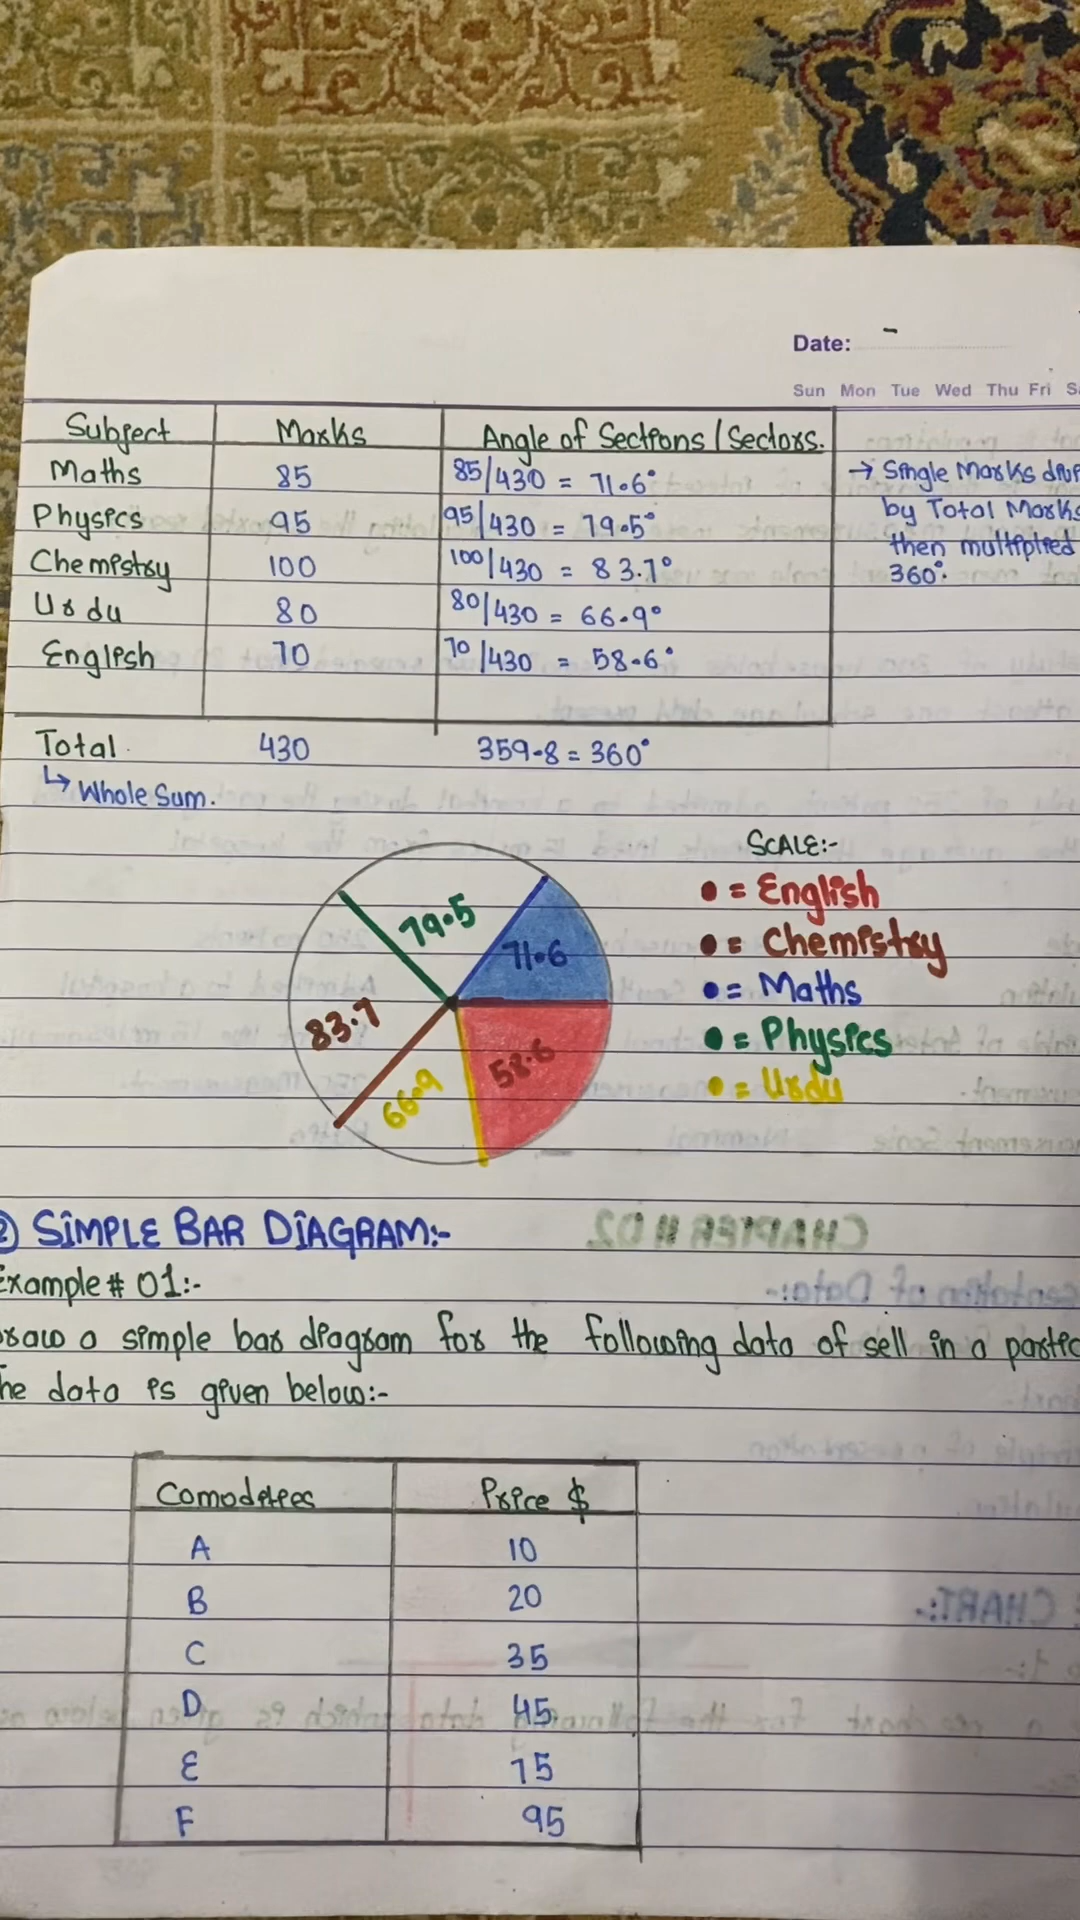 Date:
Sun Mon Tue Wed Thu Fri
Subject Marks Angle of Sections / Sectors.
Maths 85 85/430 = 71.6°
Physics 95 95/430 = 79.5°
Chemistry 100 100/430 = 83.7°
Urdu 80 80/430 = 66.9°
English 70 70/430 = 58.6°
→ Single Marks
by Total Marks
then multiplied
360°.
Total. 430 359.8 = 360°
↳ Whole Sum.
79.5
71.6
83.7
66.9
58.6
SCALE:-
● = English
● = Chemistry
● = Maths
● = Physics
● = Urdu
SIMPLE BAR DIAGRAM:-
Example # 01:-
a simple bar diagram for the following data of sell in a
data is given below:-
Comodities Price $
A 10
B 20
C 35
D 45
E 75
F 95